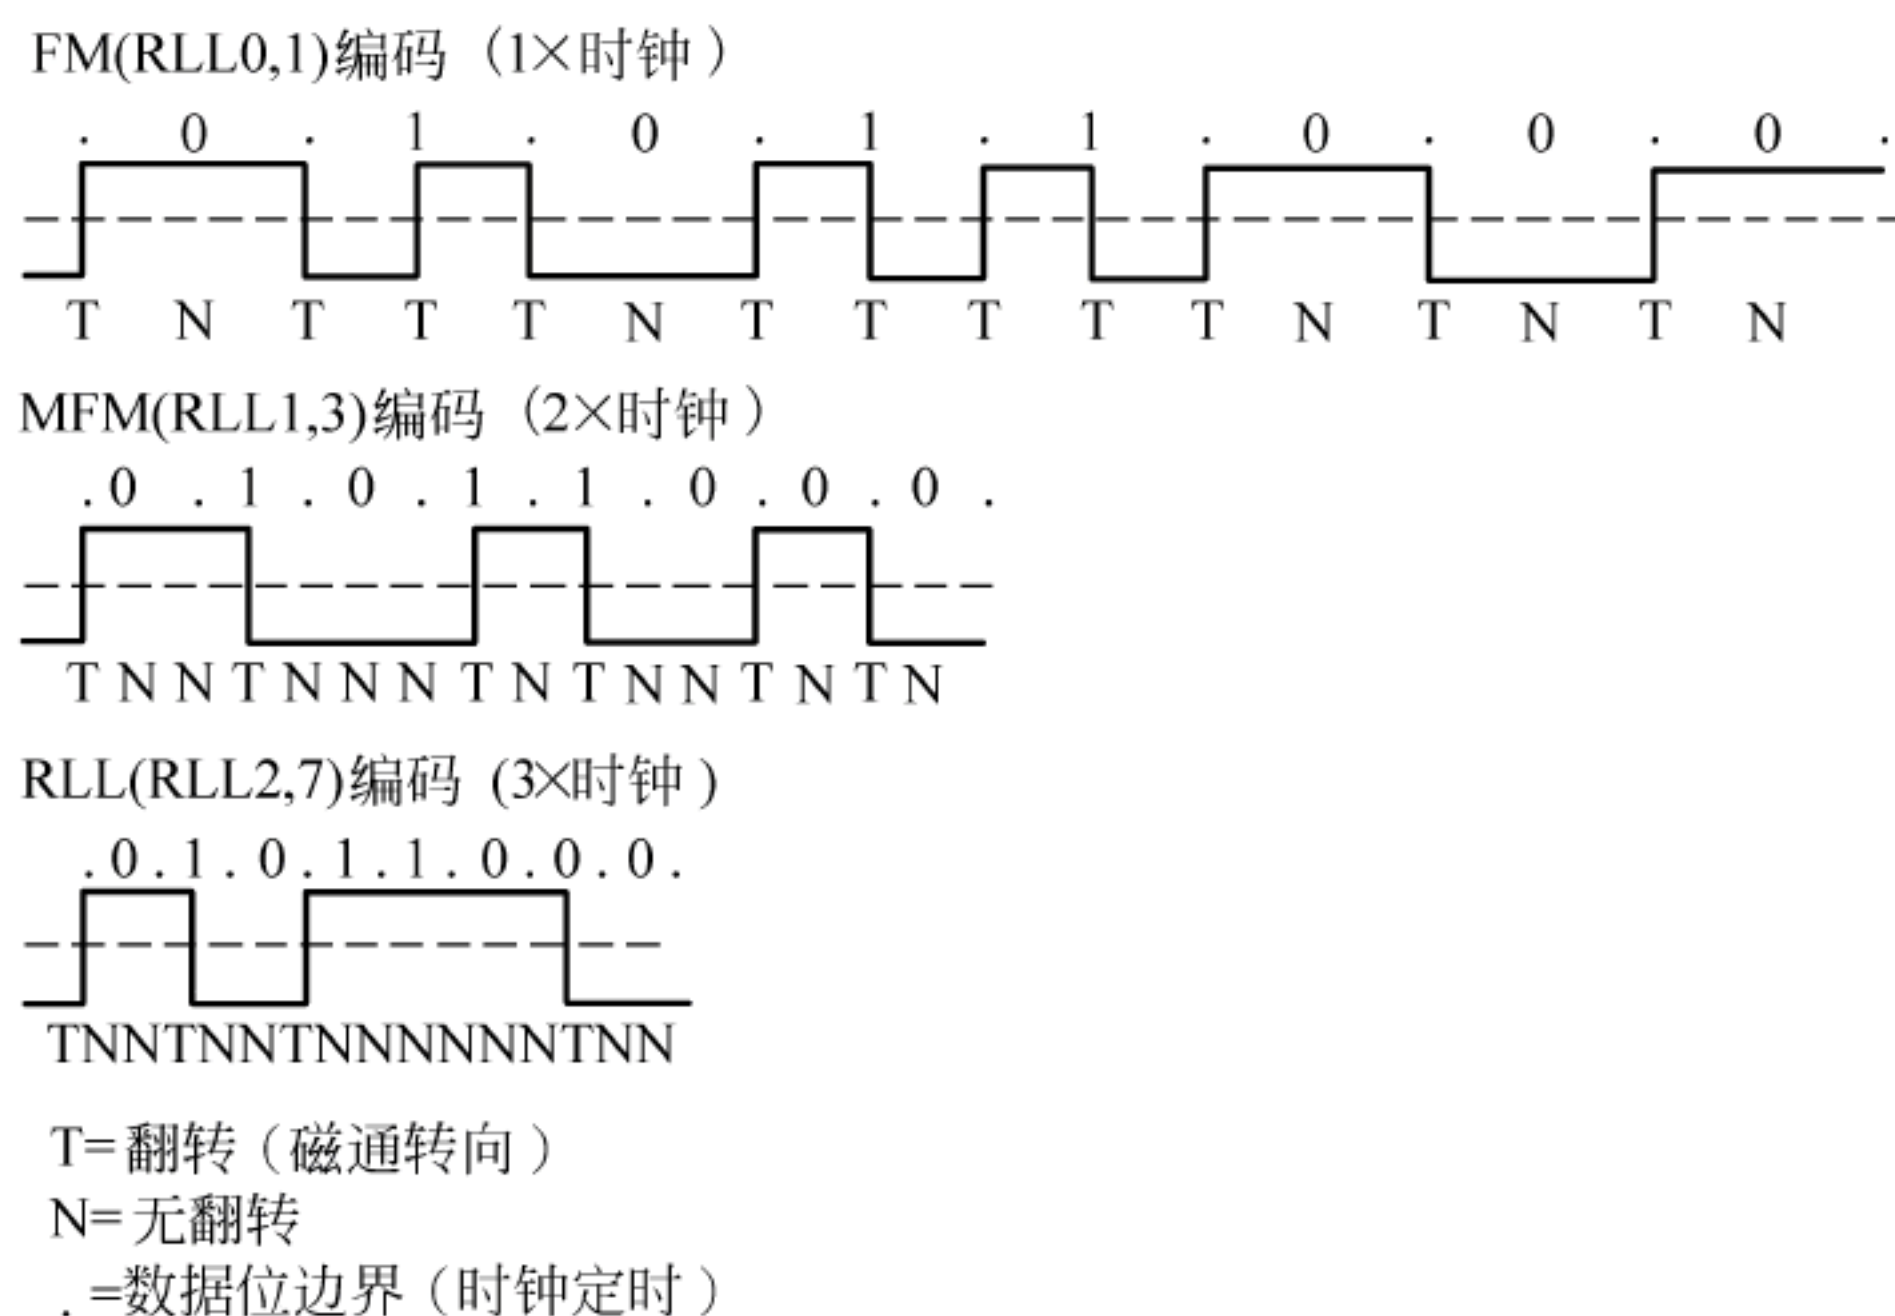 FM(RLL0,1)编码（1×时钟）
. 0 . 1 . 0 . 1 . 1 . 0 . 0 . 0 .
T N T T T N T T T T T N T N T N
MFM(RLL1,3)编码（2×时钟）
. 0 . 1 . 0 . 1 . 1 . 0 . 0 . 0 .
T N N T N N N T N T N N T N T N
RLL(RLL2,7)编码 (3×时钟)
. 0 . 1 . 0 . 1 . 1 . 0 . 0 . 0 .
TNNTNNTNNNNNNTNN
T=翻转（磁通转向）
N=无翻转
. =数据位边界（时钟定时）